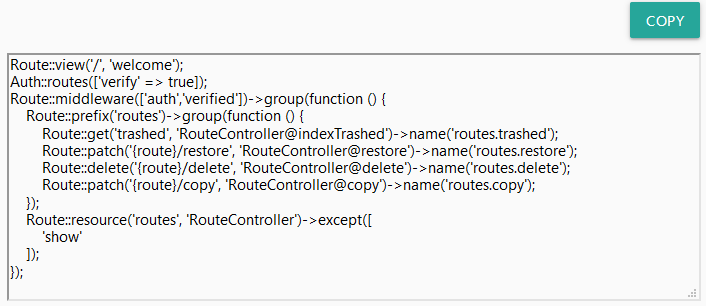 COPY
Route::view('/', 'welcome');
Auth::routes(['verify' => true]);
Route::middleware(['auth','verified'])->group(function () {
    Route::prefix('routes')->group(function () {
        Route::get('trashed', 'RouteController@indexTrashed')->name('routes.trashed');
        Route::patch('{route}/restore', 'RouteController@restore')->name('routes.restore');
        Route::delete('{route}/delete', 'RouteController@delete')->name('routes.delete');
        Route::patch('{route}/copy', 'RouteController@copy')->name('routes.copy');
    });
    Route::resource('routes', 'RouteController')->except([
        'show'
    ]);
});